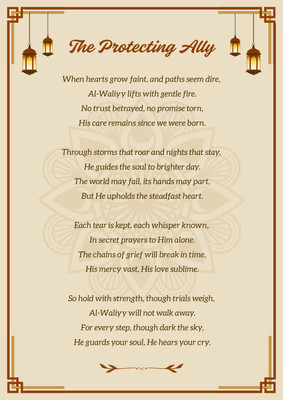 The Protecting Ally
When hearts grow faint, and paths seem dire,
Al-Waliyy lifts with gentle fire.
No trust betrayed, no promise torn,
His care remains since we were born.
Through storms that roar and nights that stay,
He guides the soul to brighter day.
The world may fail, its hands may part,
But He upholds the steadfast heart.
Each tear is kept, each whisper known,
In secret prayers to Him alone.
The chains of grief will break in time,
His mercy vast, His love sublime.
So hold with strength, though trials weigh,
Al-Waliyy will not walk away.
For every step, though dark the sky,
He guards your soul, He hears your cry.